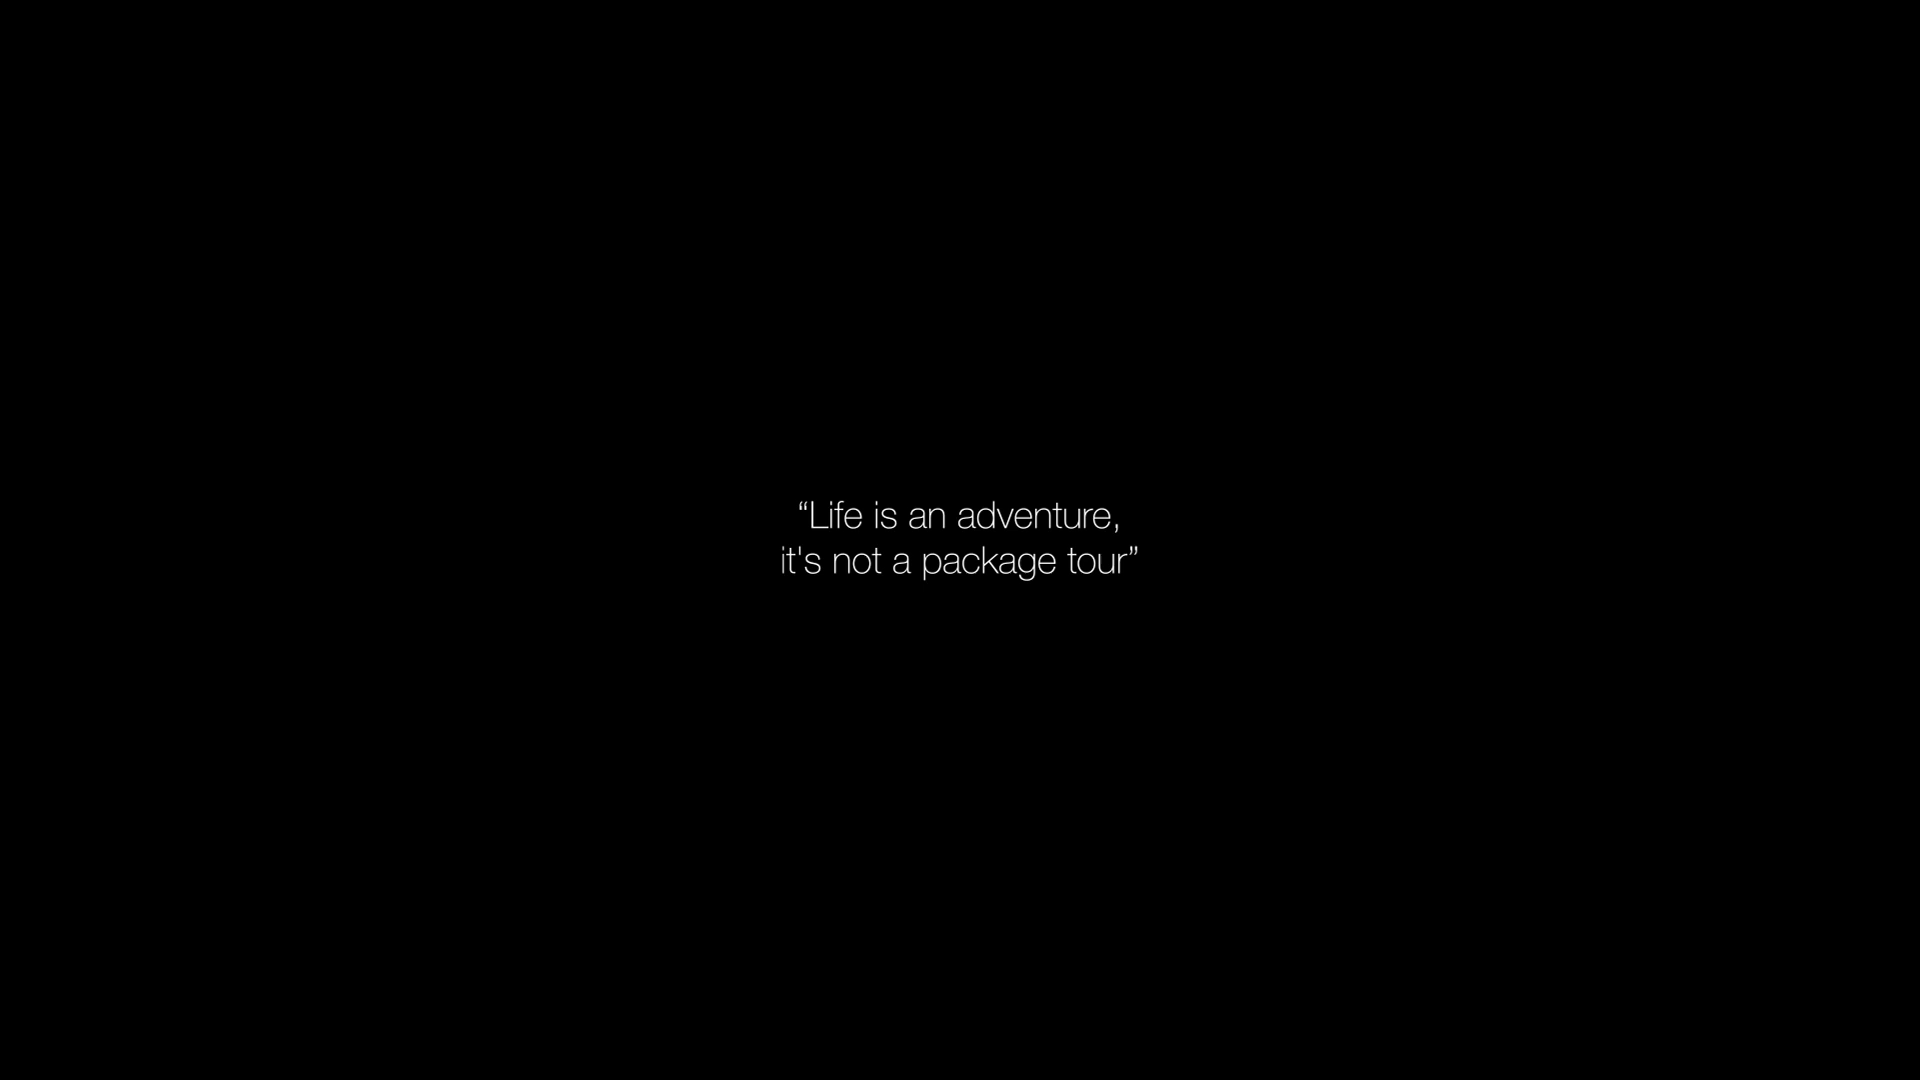 “Life is an adventure,
it's not a package tour”